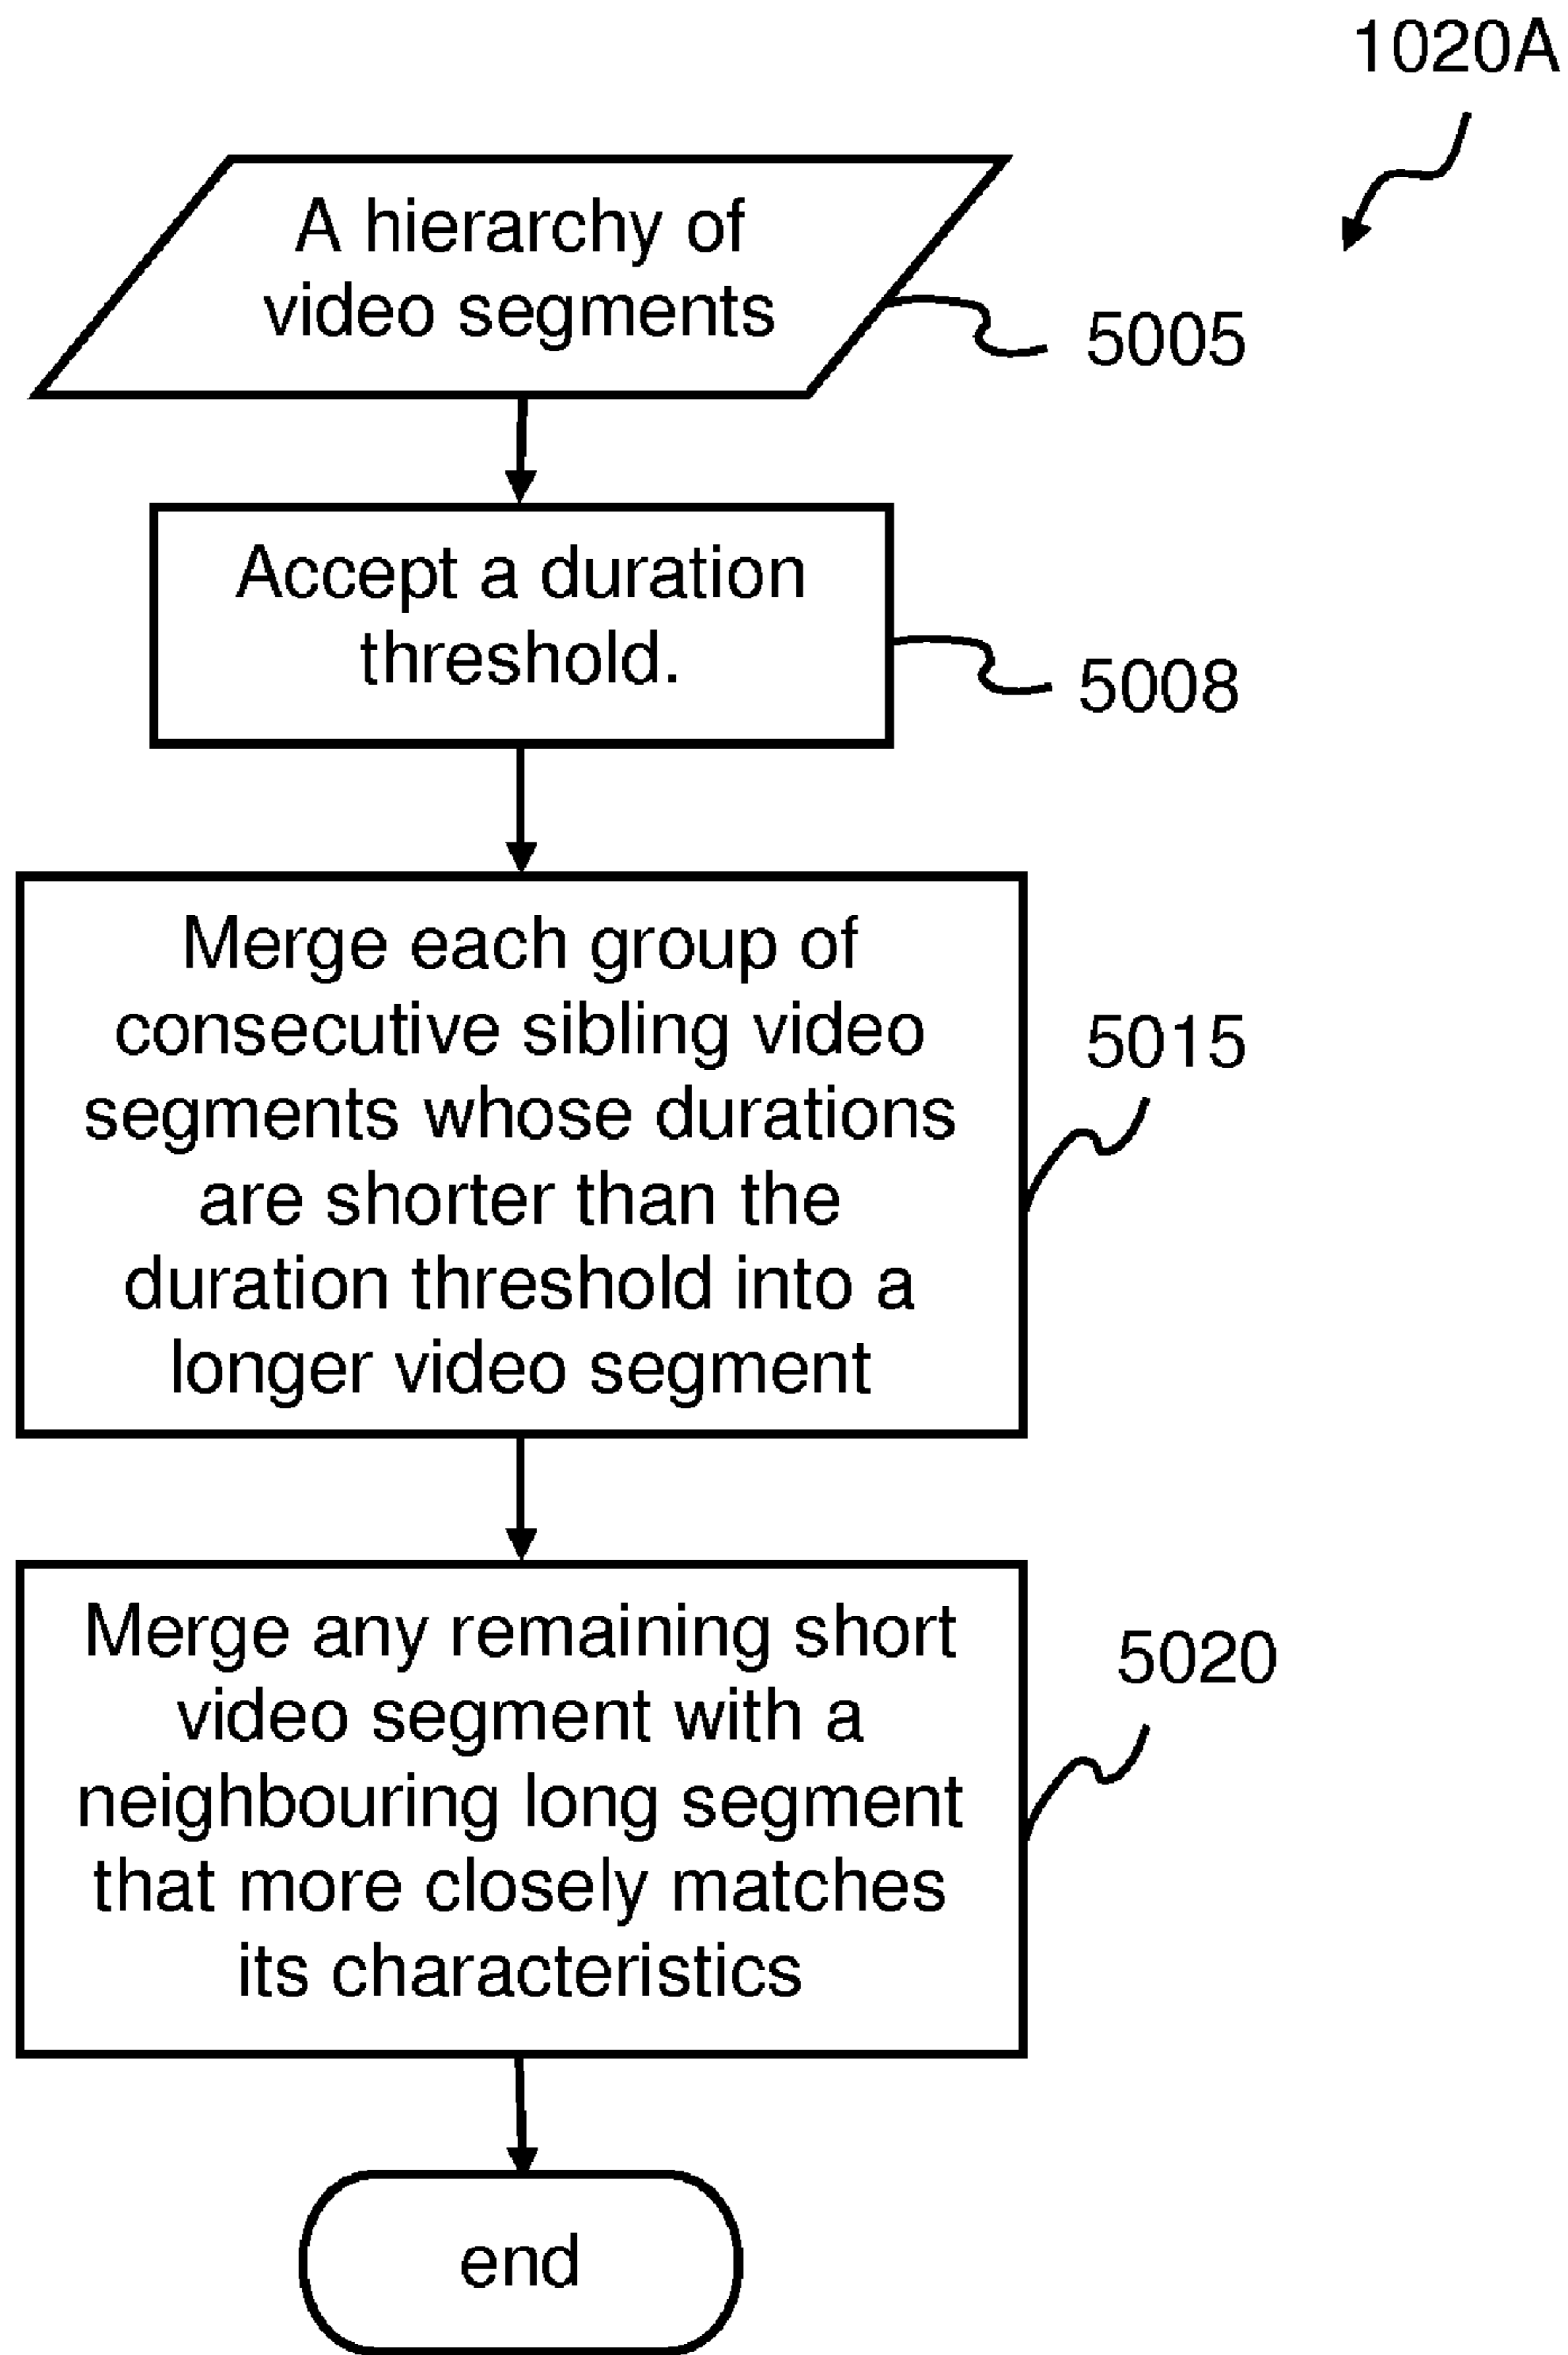 1020A
A hierarchy of
video segments
5005
Accept a duration
threshold.
5008
Merge each group of
consecutive sibling video
segments whose durations
are shorter than the
duration threshold into a
longer video segment
5015
Merge any remaining short
video segment with a
neighbouring long segment
that more closely matches
its characteristics
5020
end